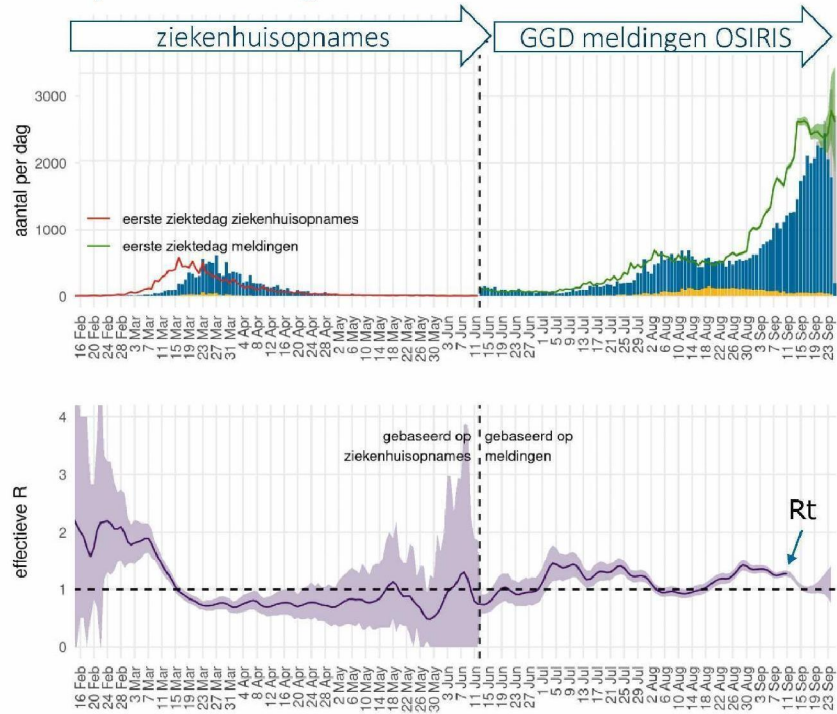 ziekenhuisopnames
GGD meldingen OSIRIS
aantal per dag
3000
2000
1000
0
eerste ziektedag ziekenhuisopnames
eerste ziektedag meldingen
16 Feb
20 Feb
24 Feb
28 Feb
3 Mar
7 Mar
11 Mar
15 Mar
19 Mar
23 Mar
27 Mar
31 Mar
4 Apr
8 Apr
12 Apr
16 Apr
20 Apr
24 Apr
28 Apr
2 May
6 May
10 May
14 May
18 May
22 May
26 May
30 May
3 Jun
7 Jun
11 Jun
15 Jun
19 Jun
23 Jun
27 Jun
1 Jul
5 Jul
9 Jul
13 Jul
17 Jul
21 Jul
25 Jul
29 Jul
2 Aug
6 Aug
10 Aug
14 Aug
18 Aug
22 Aug
26 Aug
30 Aug
3 Sep
7 Sep
11 Sep
15 Sep
19 Sep
23 Sep
effectieve R
4
3
2
1
0
gebaseerd op
ziekenhuisopnames
gebaseerd op
meldingen
Rt
16 Feb
20 Feb
24 Feb
28 Feb
3 Mar
7 Mar
11 Mar
15 Mar
19 Mar
23 Mar
27 Mar
31 Mar
4 Apr
8 Apr
12 Apr
16 Apr
20 Apr
24 Apr
28 Apr
2 May
6 May
10 May
14 May
18 May
22 May
26 May
30 May
3 Jun
7 Jun
11 Jun
15 Jun
19 Jun
23 Jun
27 Jun
1 Jul
5 Jul
9 Jul
13 Jul
17 Jul
21 Jul
25 Jul
29 Jul
2 Aug
6 Aug
10 Aug
14 Aug
18 Aug
22 Aug
26 Aug
30 Aug
3 Sep
7 Sep
11 Sep
15 Sep
19 Sep
23 Sep